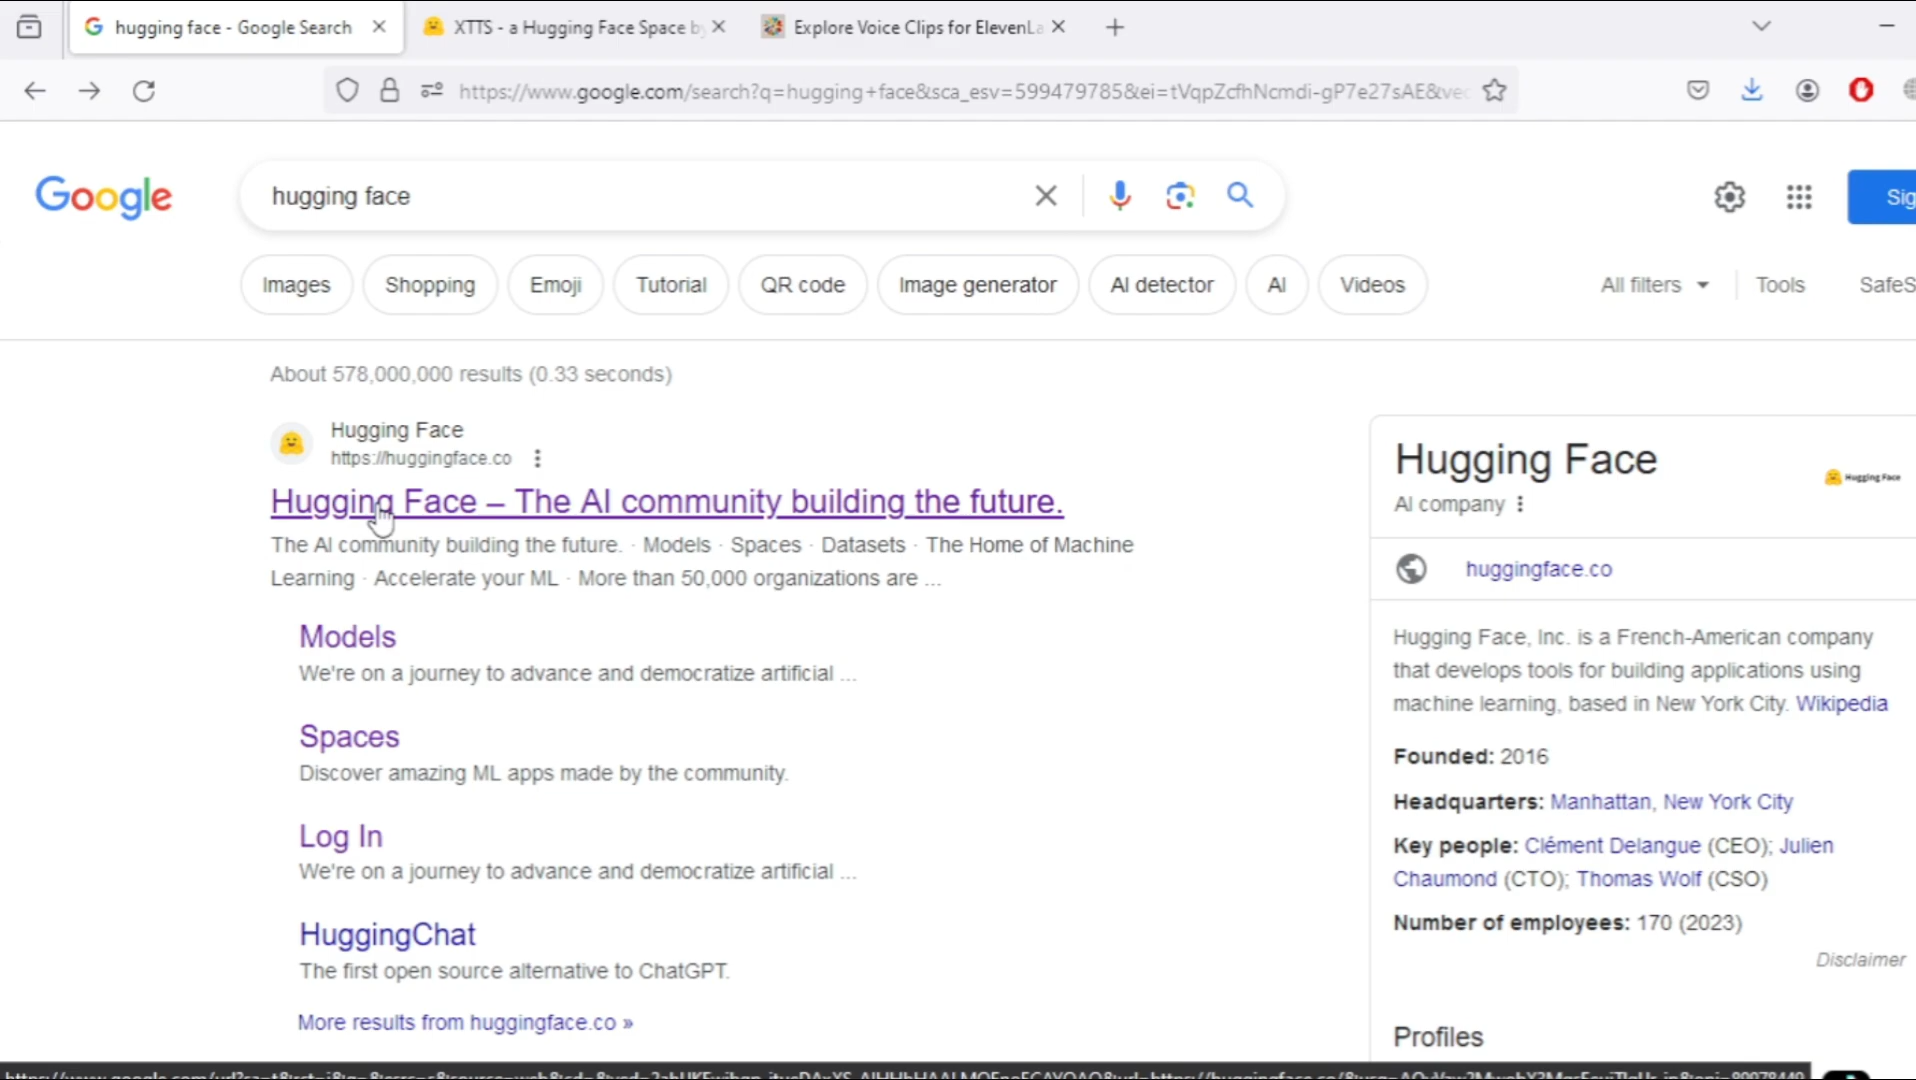 hugging face - Google Search
XTTS - a Hugging Face Space by
Explore Voice Clips for ElevenLa
https://www.google.com/search?q=hugging+face&sca_esv=599479785&ei=tVqpZcfhNcmdi-gP7e27sAE&vec
Google
hugging face
Sig
Images
Shopping
Emoji
Tutorial
QR code
Image generator
AI detector
AI
Videos
All filters
Tools
SafeS
About 578,000,000 results (0.33 seconds)
Hugging Face
https://huggingface.co
Hugging Face – The AI community building the future.
The AI community building the future. · Models · Spaces · Datasets · The Home of Machine
Learning · Accelerate your ML · More than 50,000 organizations are ...
Models
We're on a journey to advance and democratize artificial ...
Spaces
Discover amazing ML apps made by the community.
Log In
We're on a journey to advance and democratize artificial ...
HuggingChat
The first open source alternative to ChatGPT.
More results from huggingface.co »
Hugging Face
Hugging Face
AI company
huggingface.co
Hugging Face, Inc. is a French-American company
that develops tools for building applications using
machine learning, based in New York City. Wikipedia
Founded: 2016
Headquarters: Manhattan, New York City
Key people: Clément Delangue (CEO); Julien
Chaumond (CTO); Thomas Wolf (CSO)
Number of employees: 170 (2023)
Disclaimer
Profiles